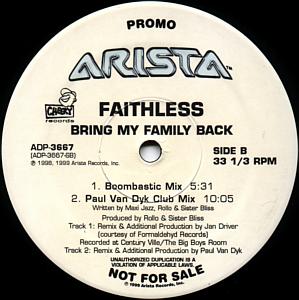 PROMO
ARISTA™
FAITHLESS
BRING MY FAMILY BACK
CHEEKY
records
ADP-3667
(ADP-3667-SB)
℗ 1998, 1999 Arista Records, Inc.
SIDE B
33 1/3 RPM
1. Boombastic Mix 5:31
2. Paul Van Dyk Club Mix 10:05
Written by Maxi Jazz, Rollo & Sister Bliss
Produced by Rollo & Sister Bliss
Track 1: Remix & Additional Production by Jan Driver
(courtesy of Formaldehyd Records)
Recorded at Century Ville/The Big Boys Room
Track 2: Remix & Additional Production by Paul Van Dyk
UNAUTHORIZED DUPLICATION IS A
VIOLATION OF APPLICABLE LAWS.
NOT FOR SALE
© 1999 Arista Records, Inc.